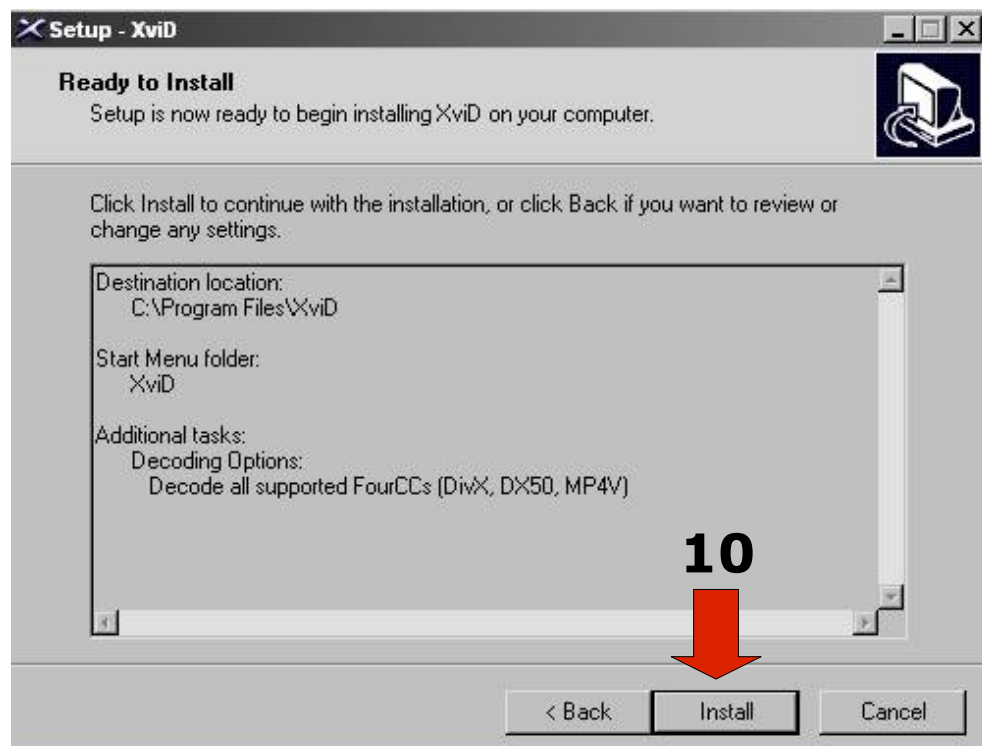 Setup - XviD
Ready to Install
Setup is now ready to begin installing XviD on your computer.
Click Install to continue with the installation, or click Back if you want to review or
change any settings.
Destination location:
C:\Program Files\XviD
Start Menu folder:
XviD
Additional tasks:
Decoding Options:
Decode all supported FourCCs (DivX, DX50, MP4V)
10
< Back
Install
Cancel